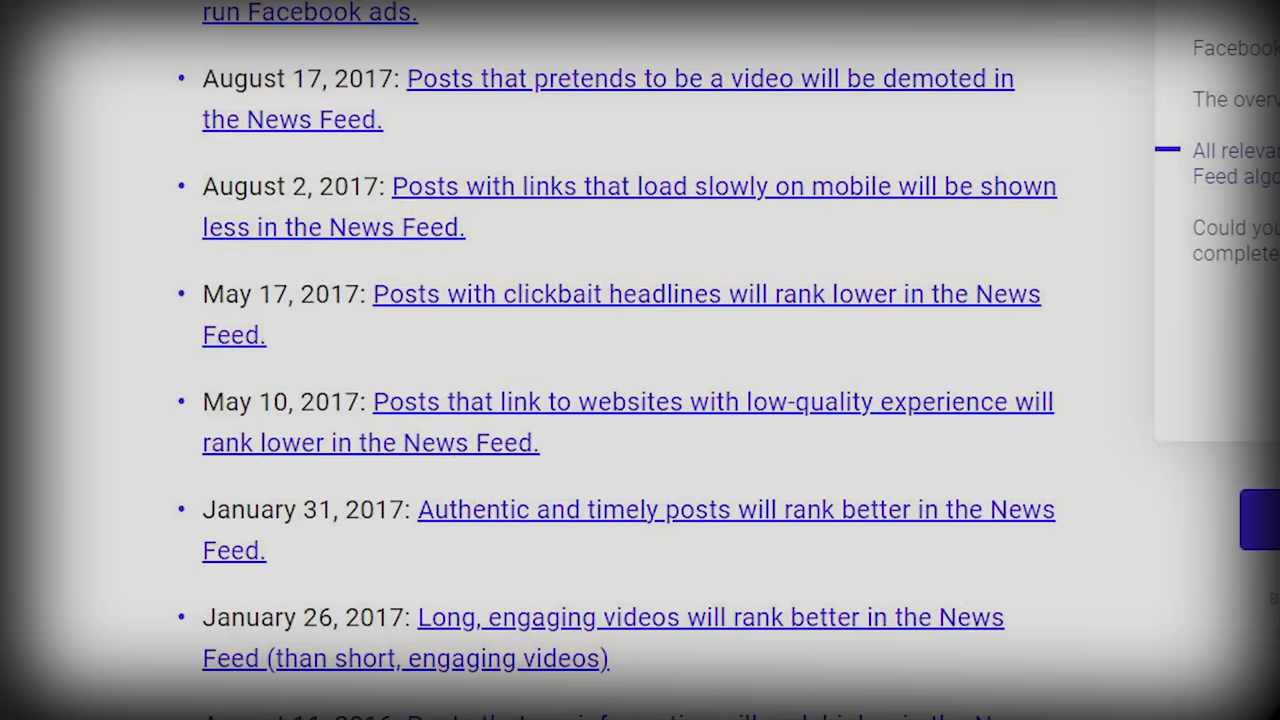 run Facebook ads.
• August 17, 2017: Posts that pretends to be a video will be demoted in
the News Feed.
• August 2, 2017: Posts with links that load slowly on mobile will be shown
less in the News Feed.
• May 17, 2017: Posts with clickbait headlines will rank lower in the News
Feed.
• May 10, 2017: Posts that link to websites with low-quality experience will
rank lower in the News Feed.
• January 31, 2017: Authentic and timely posts will rank better in the News
Feed.
• January 26, 2017: Long, engaging videos will rank better in the News
Feed (than short, engaging videos)
Facebook
The
All
Feed
Could
complete